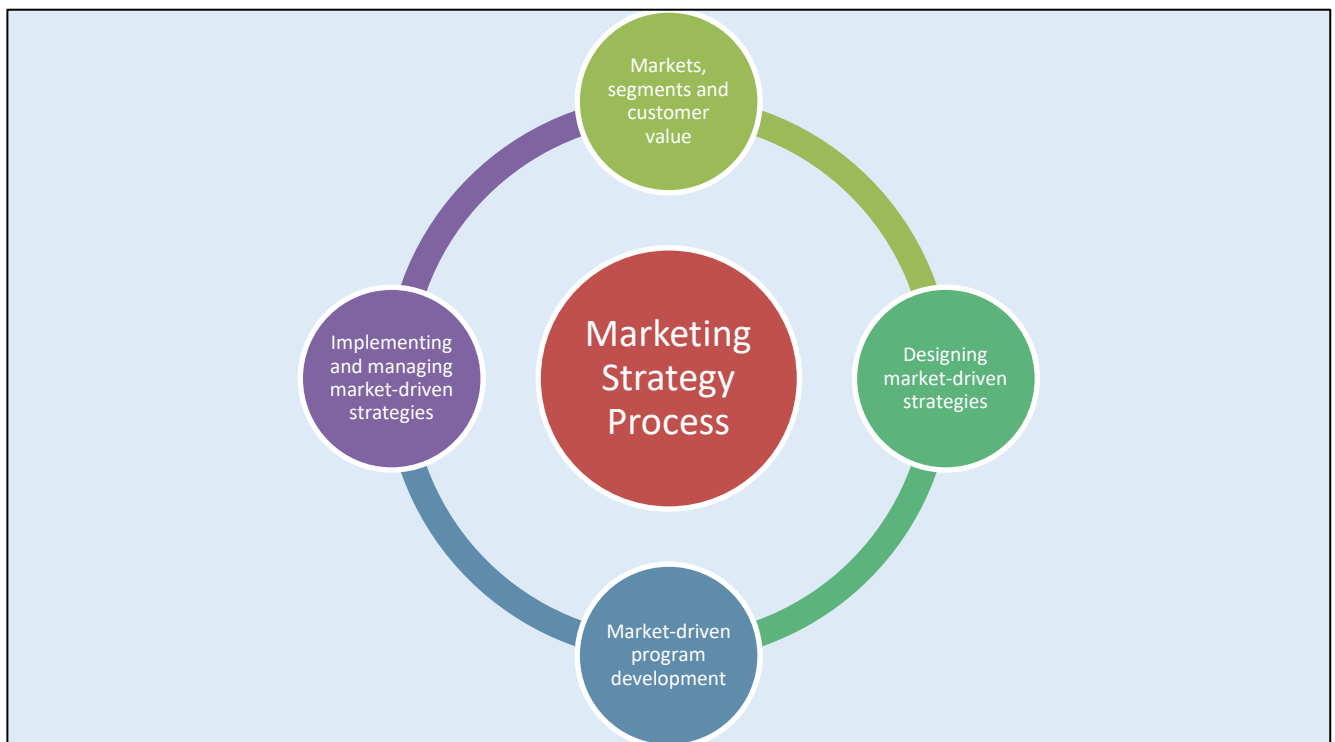 Markets,
segments and
customer
value
Marketing
Strategy
Process
Implementing
and managing
market-driven
strategies
Designing
market-driven
strategies
Market-driven
program
development